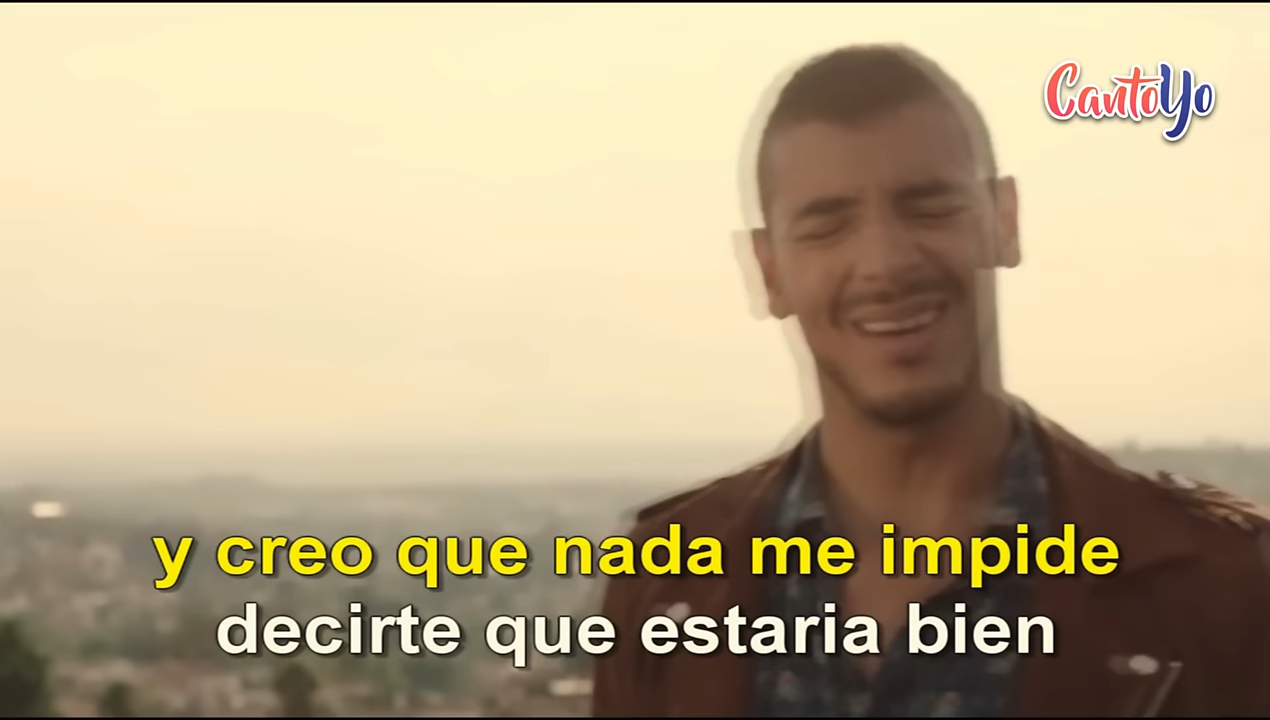 CantoYo
y creo que nada me impide
decirte que estaria bien